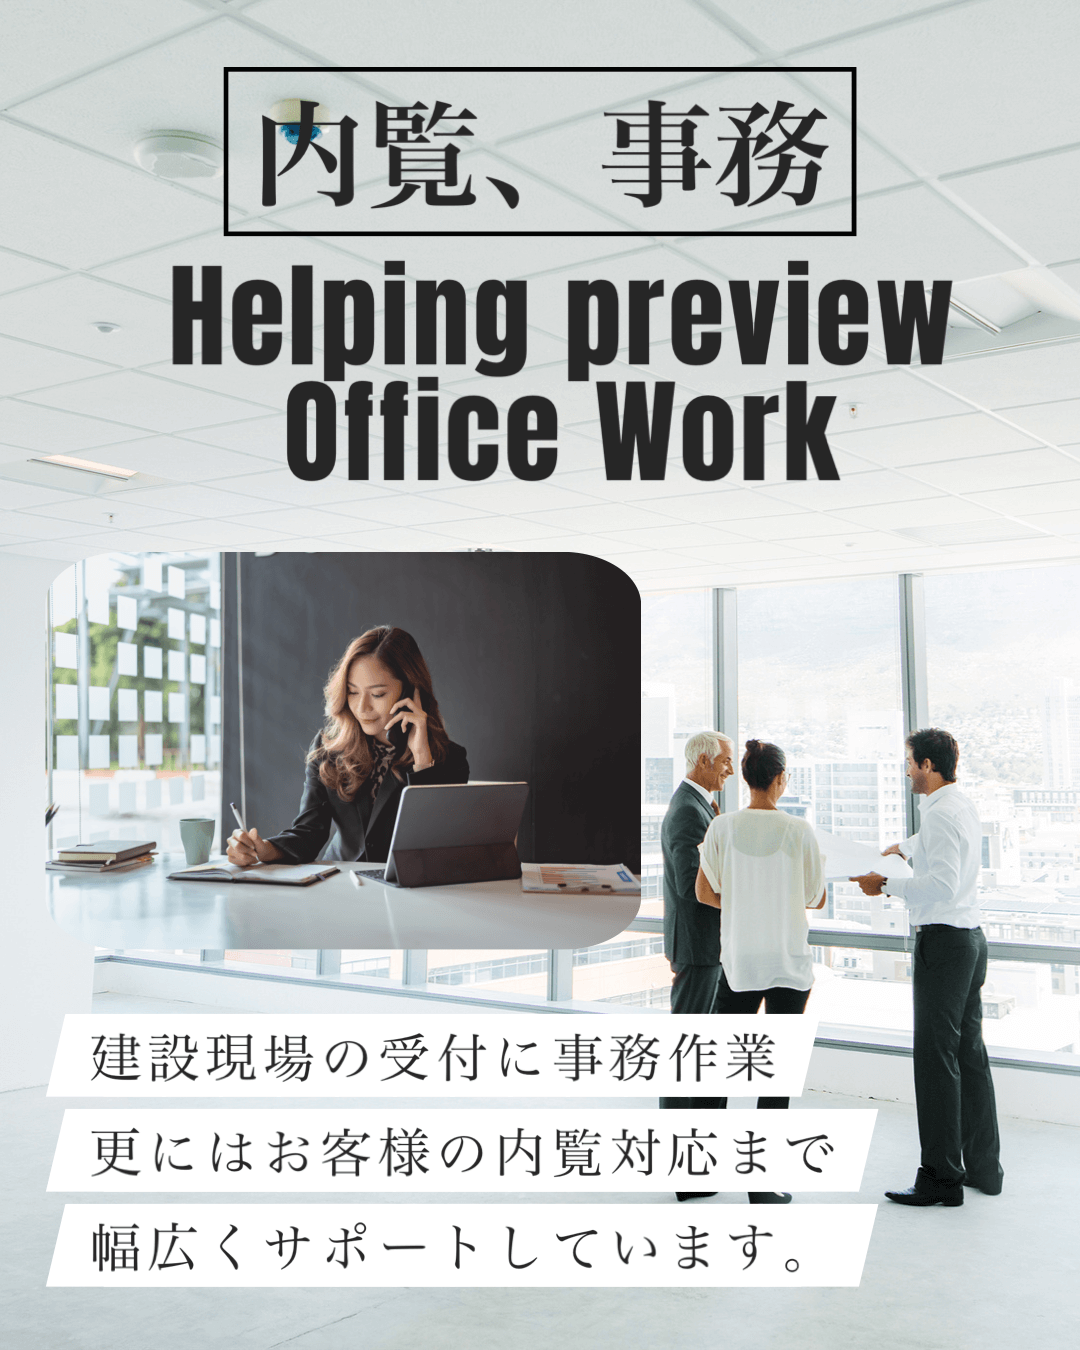 内覧、事務
Helping preview
Office Work
建設現場の受付に事務作業
更にはお客様の内覧対応まで
幅広くサポートしています。